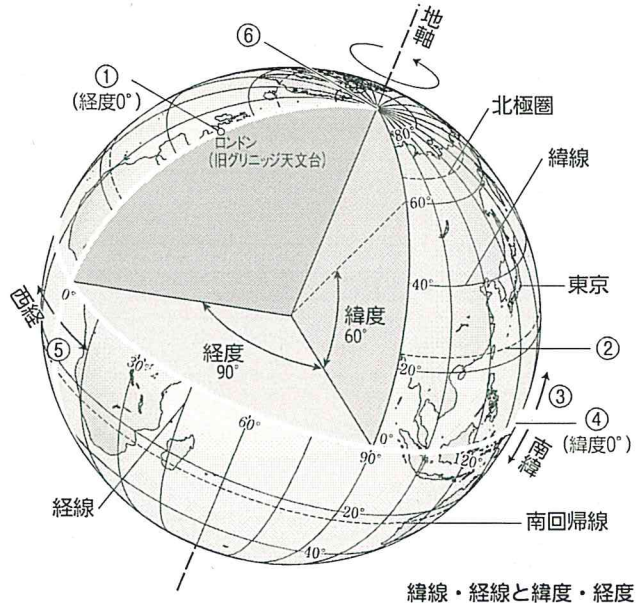 ⑥
地軸
①
(経度0°)
北極圏
80°
ロンドン
(旧グリニッジ天文台)
緯線
60°
40°
東京
0°
西経
緯度
60°
経度
90°
②
20°
⑤
30°
③
④
(緯度0°)
60°
0°
90°
120°
南緯
経線
20°
南回帰線
40°
緯線・経線と緯度・経度